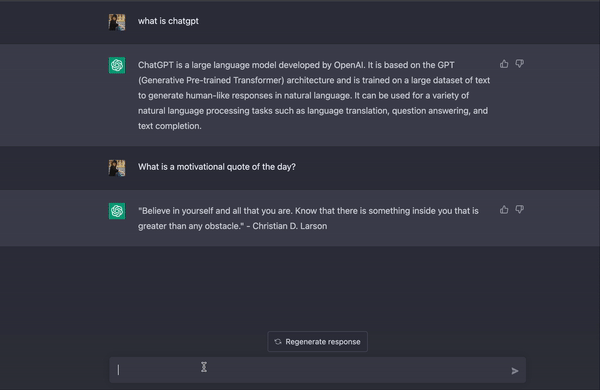 what is chatgpt
ChatGPT is a large language model developed by OpenAI. It is based on the GPT
(Generative Pre-trained Transformer) architecture and is trained on a large dataset of text
to generate human-like responses in natural language. It can be used for a variety of
natural language processing tasks such as language translation, question answering, and
text completion.
What is a motivational quote of the day?
"Believe in yourself and all that you are. Know that there is something inside you that is
greater than any obstacle." - Christian D. Larson
Regenerate response